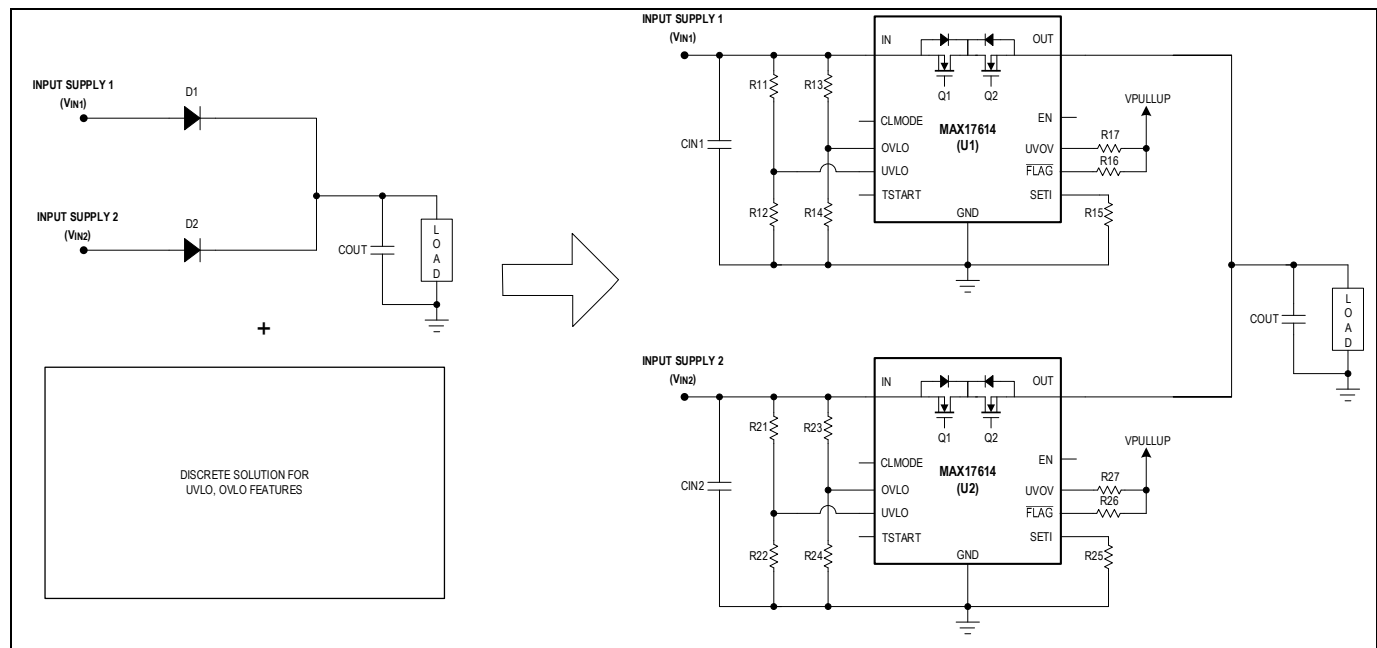 INPUT SUPPLY 1
(VIN1)
D1
INPUT SUPPLY 2
(VIN2)
D2
COUT
LOAD
+
DISCRETE SOLUTION FOR
UVLO, OVLO FEATURES
INPUT SUPPLY 1
(VIN1)
IN
OUT
Q1
Q2
R11
R13
CLMODE
EN
VPULLUP
CIN1
MAX17614
(U1)
OVLO
UVOV
R17
UVLO
FLAG
R16
TSTART
SETI
R12
R14
GND
R15
COUT
LOAD
INPUT SUPPLY 2
(VIN2)
IN
OUT
Q1
Q2
R21
R23
CLMODE
EN
VPULLUP
CIN2
MAX17614
(U2)
OVLO
UVOV
R27
UVLO
FLAG
R26
TSTART
SETI
R22
R24
GND
R25